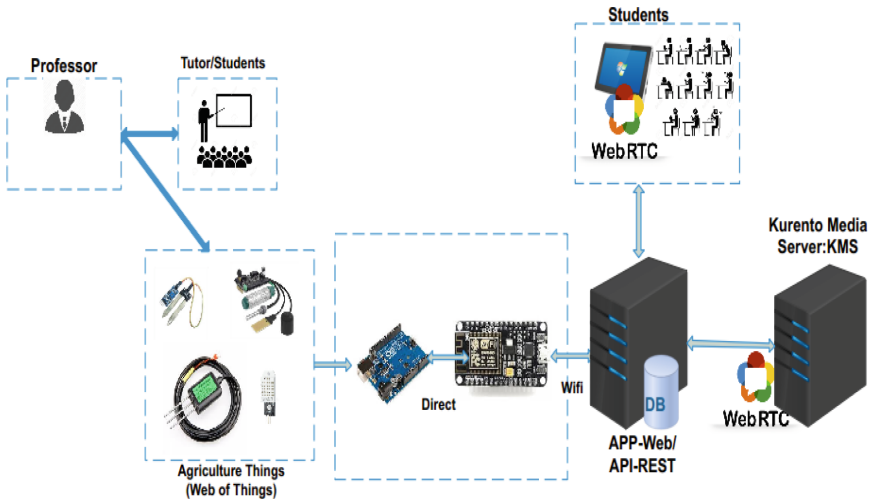 Students
Professor
Tutor/Students
WebRTC
Kurento Media
Server:KMS
Direct
Wifi
DB
WebRTC
APP-Web/
API-REST
Agriculture Things
(Web of Things)